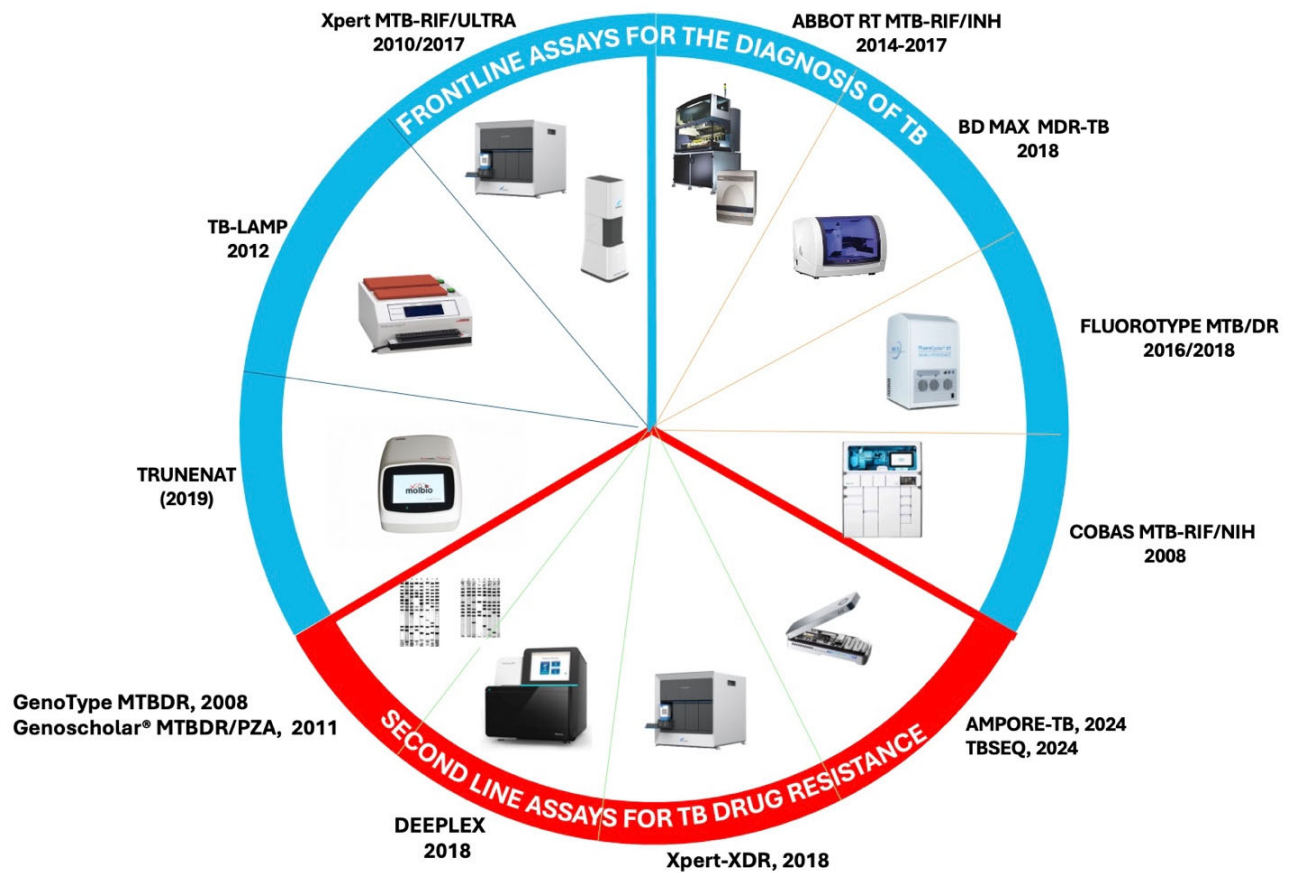 Xpert MTB-RIF/ULTRA
2010/2017
ABBOT RT MTB-RIF/INH
2014-2017
FRONTLINE ASSAYS FOR THE DIAGNOSIS OF TB
BD MAX MDR-TB
2018
TB-LAMP
2012
FLUOROTYPE MTB/DR
2016/2018
TRUNENAT
(2019)
molbio
COBAS MTB-RIF/NIH
2008
GenoType MTBDR, 2008
Genoscholar® MTBDR/PZA, 2011
SECOND LINE ASSAYS FOR TB DRUG RESISTANCE
AMPORE-TB, 2024
TBSEQ, 2024
DEEPLEX
2018
Xpert-XDR, 2018